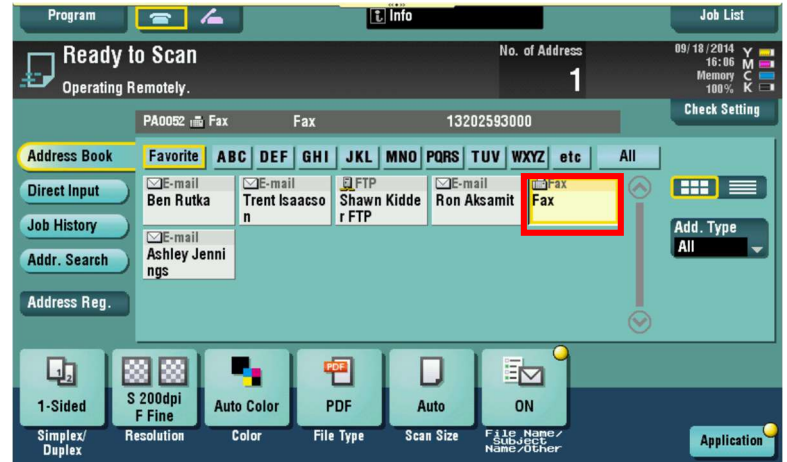 Program
Info
Job List
Ready to Scan
Operating Remotely.
No. of Address
1
09/18/2014
16:06
Memory
100%
Y
M
C
K
Check Setting
PA0052 Fax Fax 13202593000
Address Book
Direct Input
Job History
Addr. Search
Address Reg.
Favorite ABC DEF GHI JKL MNO PQRS TUV WXYZ etc All
E-mail
Ben Rutka
E-mail
Trent Isaacso
n
FTP
Shawn Kidde
r FTP
E-mail
Ron Aksamit
Fax
Fax
E-mail
Ashley Jenni
ngs
Add. Type
All
1 2
1-Sided
Simplex/
Duplex
S 200dpi
F Fine
Resolution
Auto Color
Color
PDF
PDF
File Type
Auto
Scan Size
ON
File Name/
Subject
Name/Other
Application